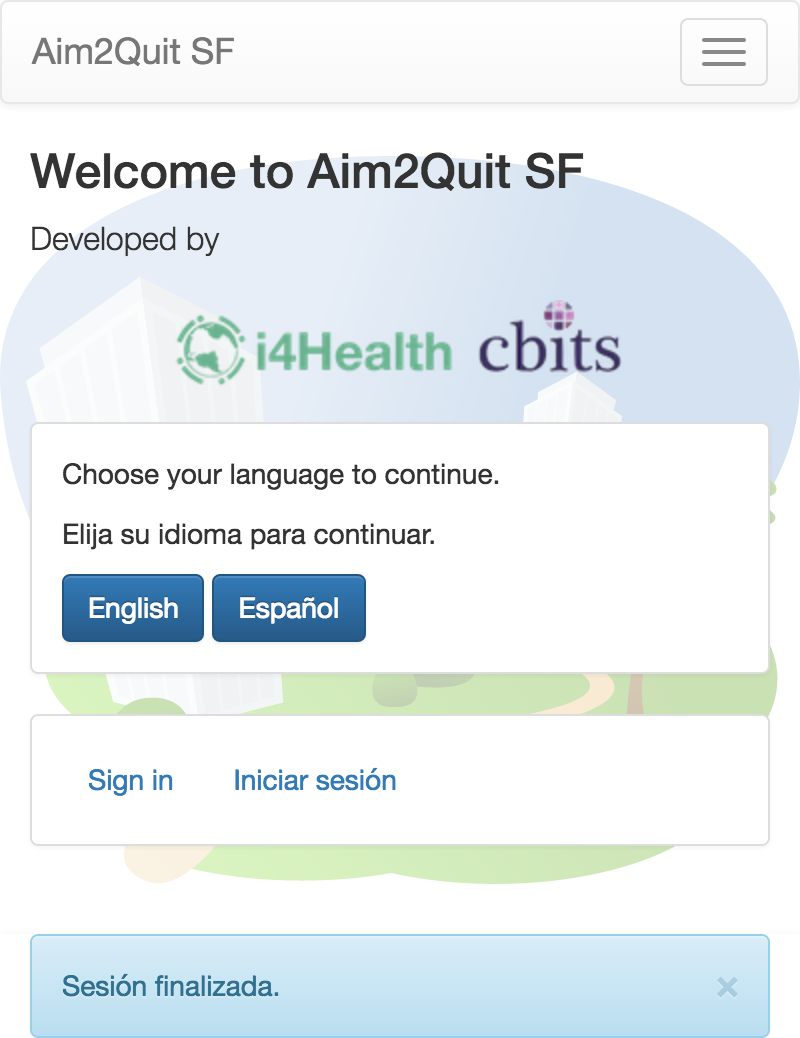 Aim2Quit SF
Welcome to Aim2Quit SF
Developed by
i4Health cbits
Choose your language to continue.
Elija su idioma para continuar.
English Español
Sign in Iniciar sesión
Sesión finalizada. ×